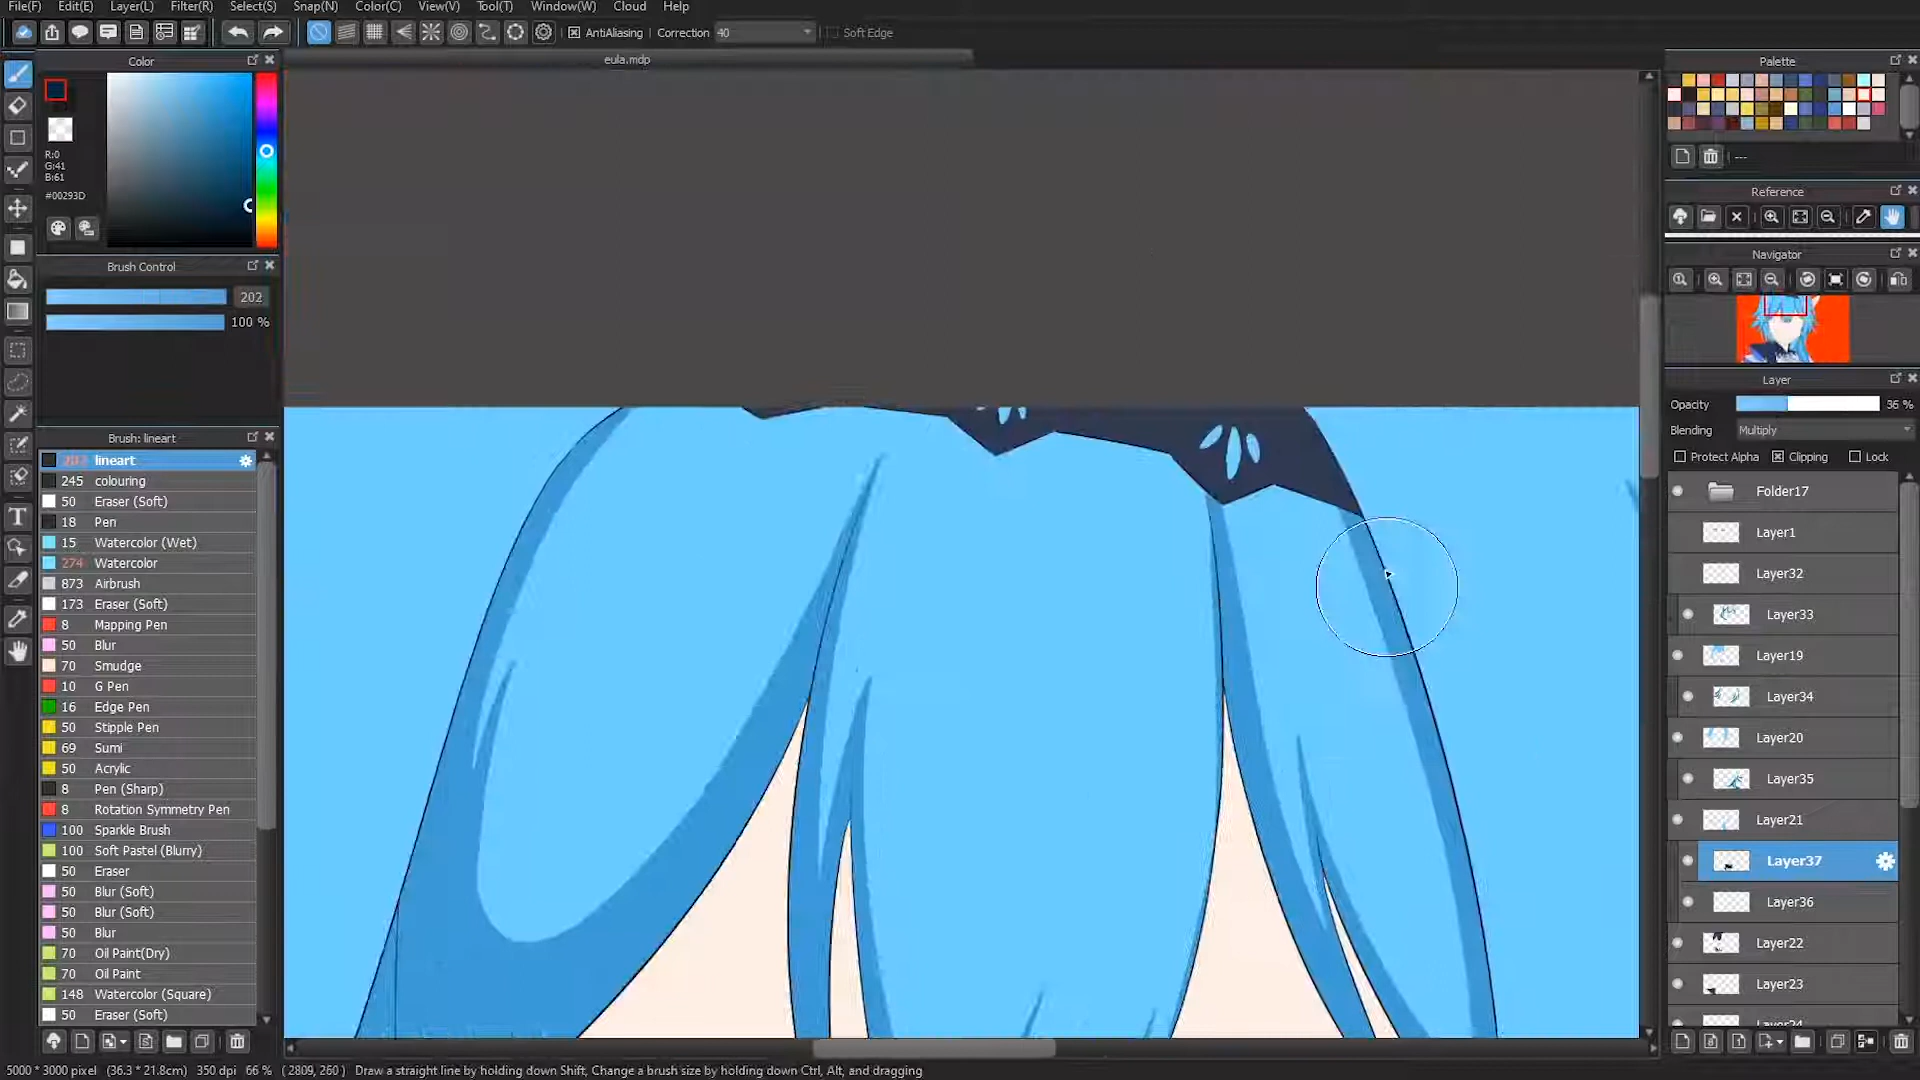 File(F) Edit(E) Layer(L) Filter(R) Select(S) Snap(N) Color(C) View(V) Tool(T) Window(W) Cloud Help
AntiAliasing Correction 40 Soft Edge
eula.mdp
Color
R:0
G:41
B:61
#00293D
Brush Control
202
100 %
Brush: lineart
202 lineart
245 colouring
50 Eraser (Soft)
18 Pen
15 Watercolor (Wet)
274 Watercolor
873 Airbrush
173 Eraser (Soft)
8 Mapping Pen
50 Blur
70 Smudge
10 G Pen
16 Edge Pen
50 Stipple Pen
69 Sumi
50 Acrylic
8 Pen (Sharp)
8 Rotation Symmetry Pen
100 Sparkle Brush
100 Soft Pastel (Blurry)
50 Eraser
50 Blur (Soft)
50 Blur (Soft)
50 Blur
70 Oil Paint(Dry)
70 Oil Paint
148 Watercolor (Square)
50 Eraser (Soft)
Palette
---
Reference
Navigator
Layer
Opacity 36 %
Blending Multiply
Protect Alpha Clipping Lock
Folder17
Layer1
Layer32
Layer33
Layer19
Layer34
Layer20
Layer35
Layer21
Layer37
Layer36
Layer22
Layer23
Layer24
5000 * 3000 pixel (36.3 * 21.8cm) 350 dpi 66 % ( 2809, 260 ) Draw a straight line by holding down Shift, Change a brush size by holding down Ctrl, Alt, and dragging